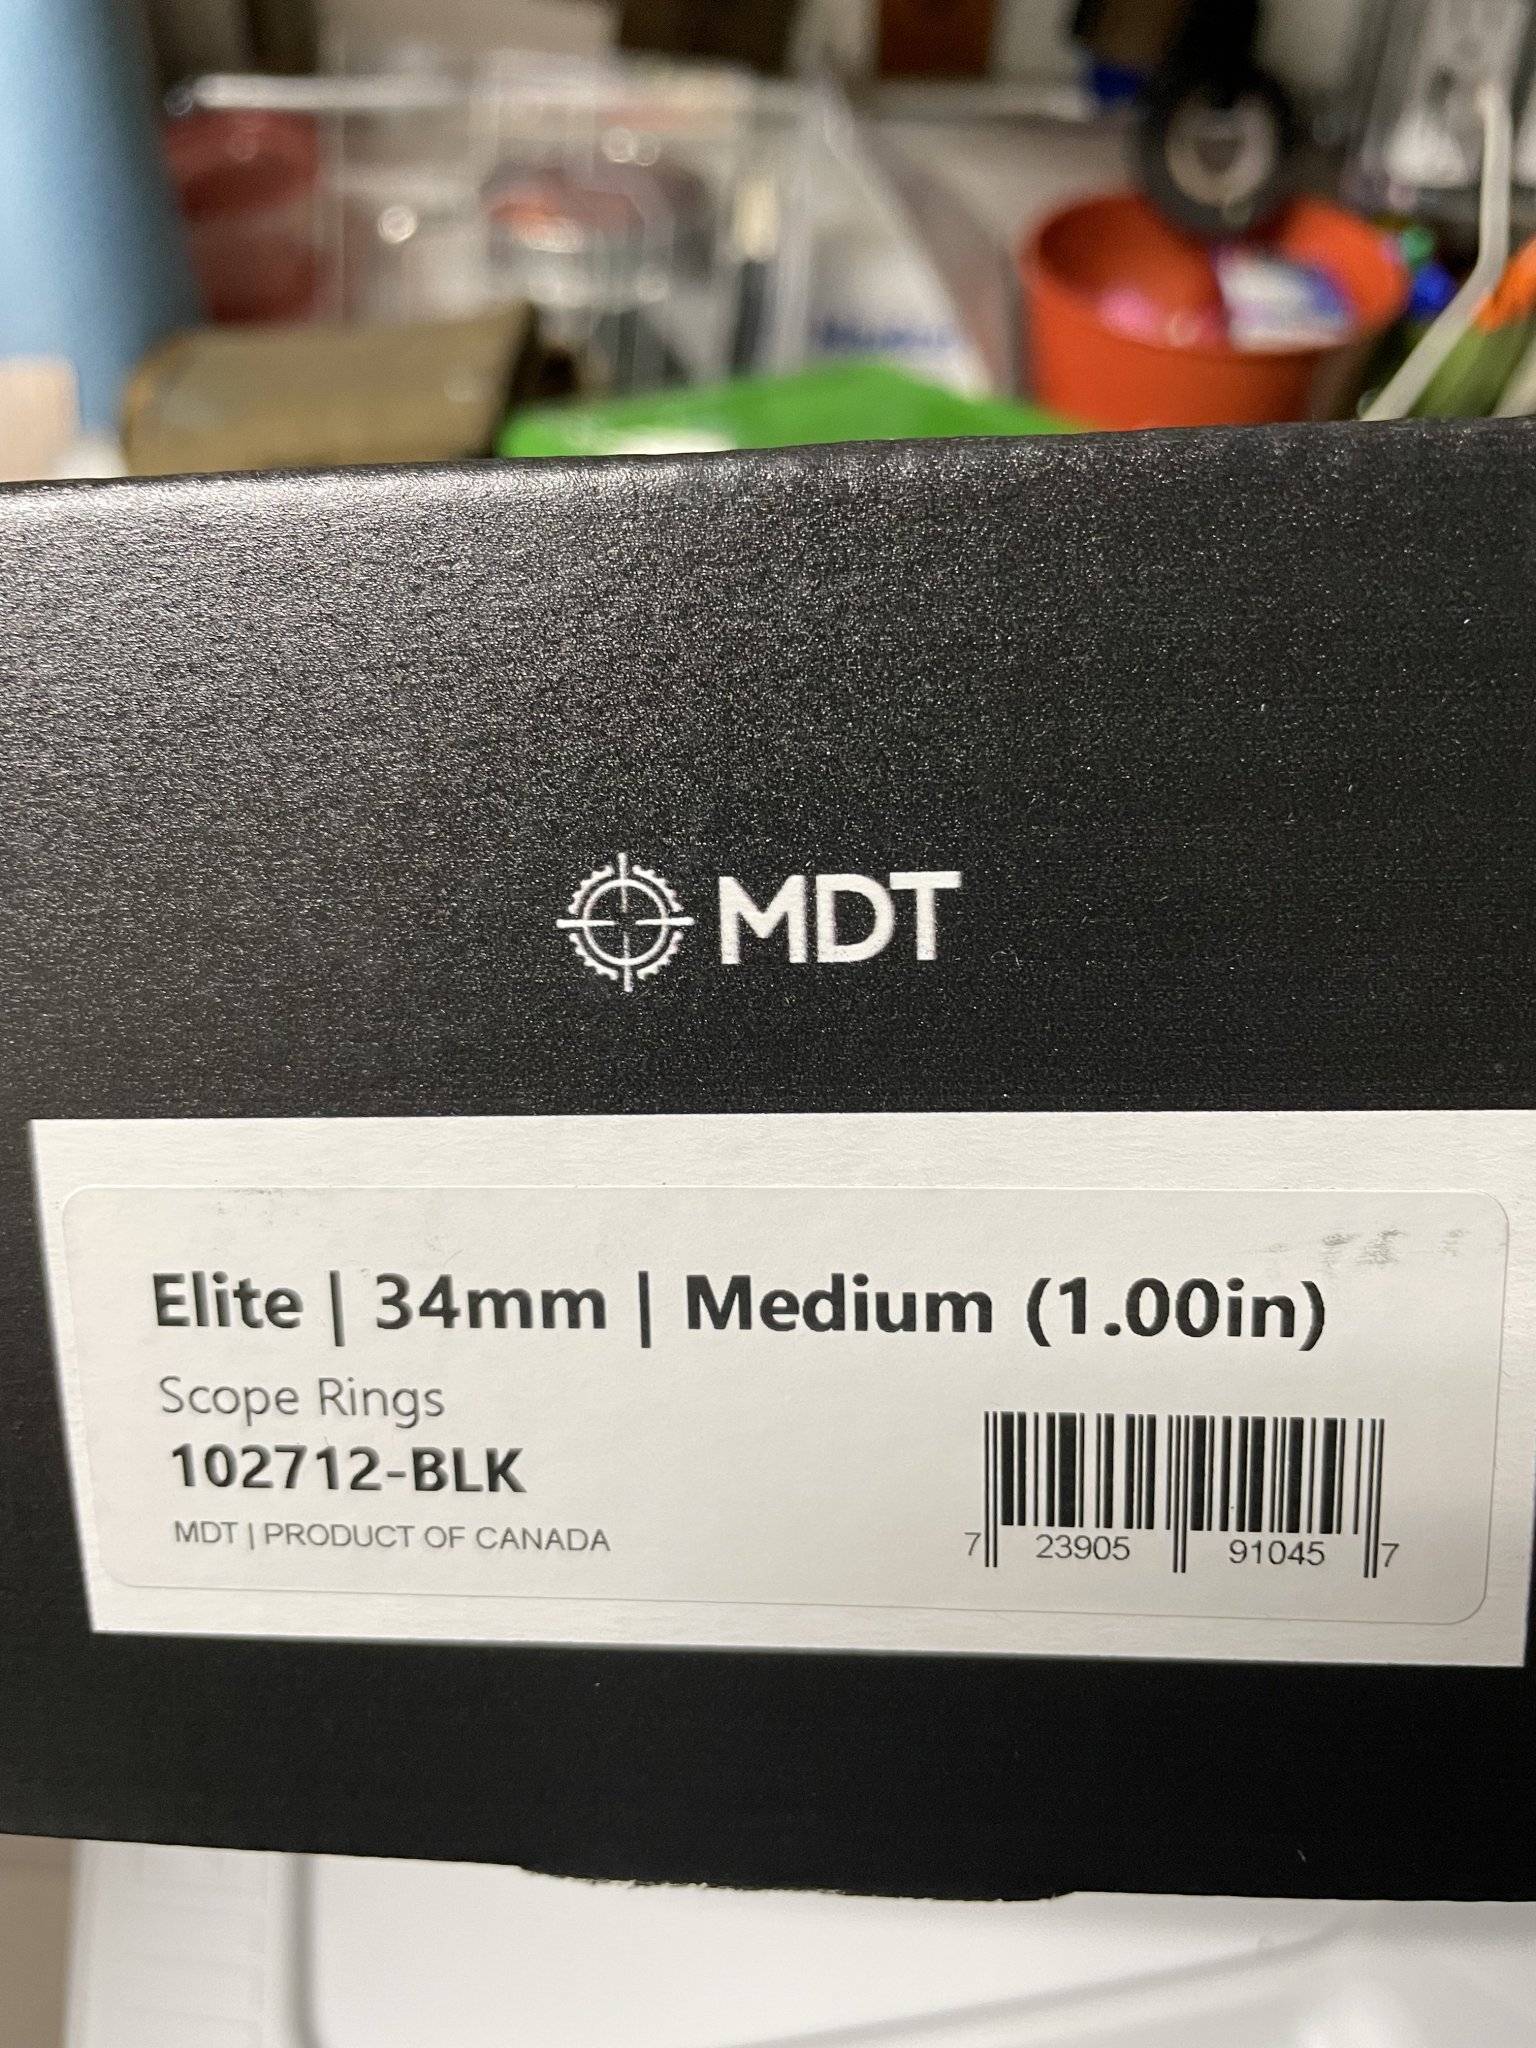 MDT
Elite | 34mm | Medium (1.00in)
Scope Rings
102712-BLK
MDT | PRODUCT OF CANADA
7 23905 91045 7